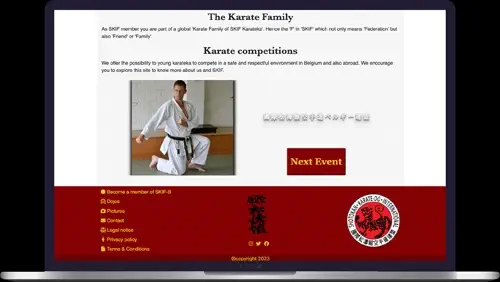 The Karate Family
As SKIF member you are part of a global 'Karate Family of SKIF Karateka'. Hence the 'F' in 'SKIF' which not only means 'Federation' but
also 'Friend' or 'Family'.
Karate competitions
We offer the possibility to young karateka to compete in a safe and respectful environment in Belgium and also abroad. We encourage
you to explore this site to know more about us and SKIF.
Next Event
Become a member of SKIF-B
Dojos
Pictures
Contact
Legal notice
Privacy policy
Terms & Conditions
SHOTOKAN-KARATE-DO-INTERNATIONAL
©copyright 2023